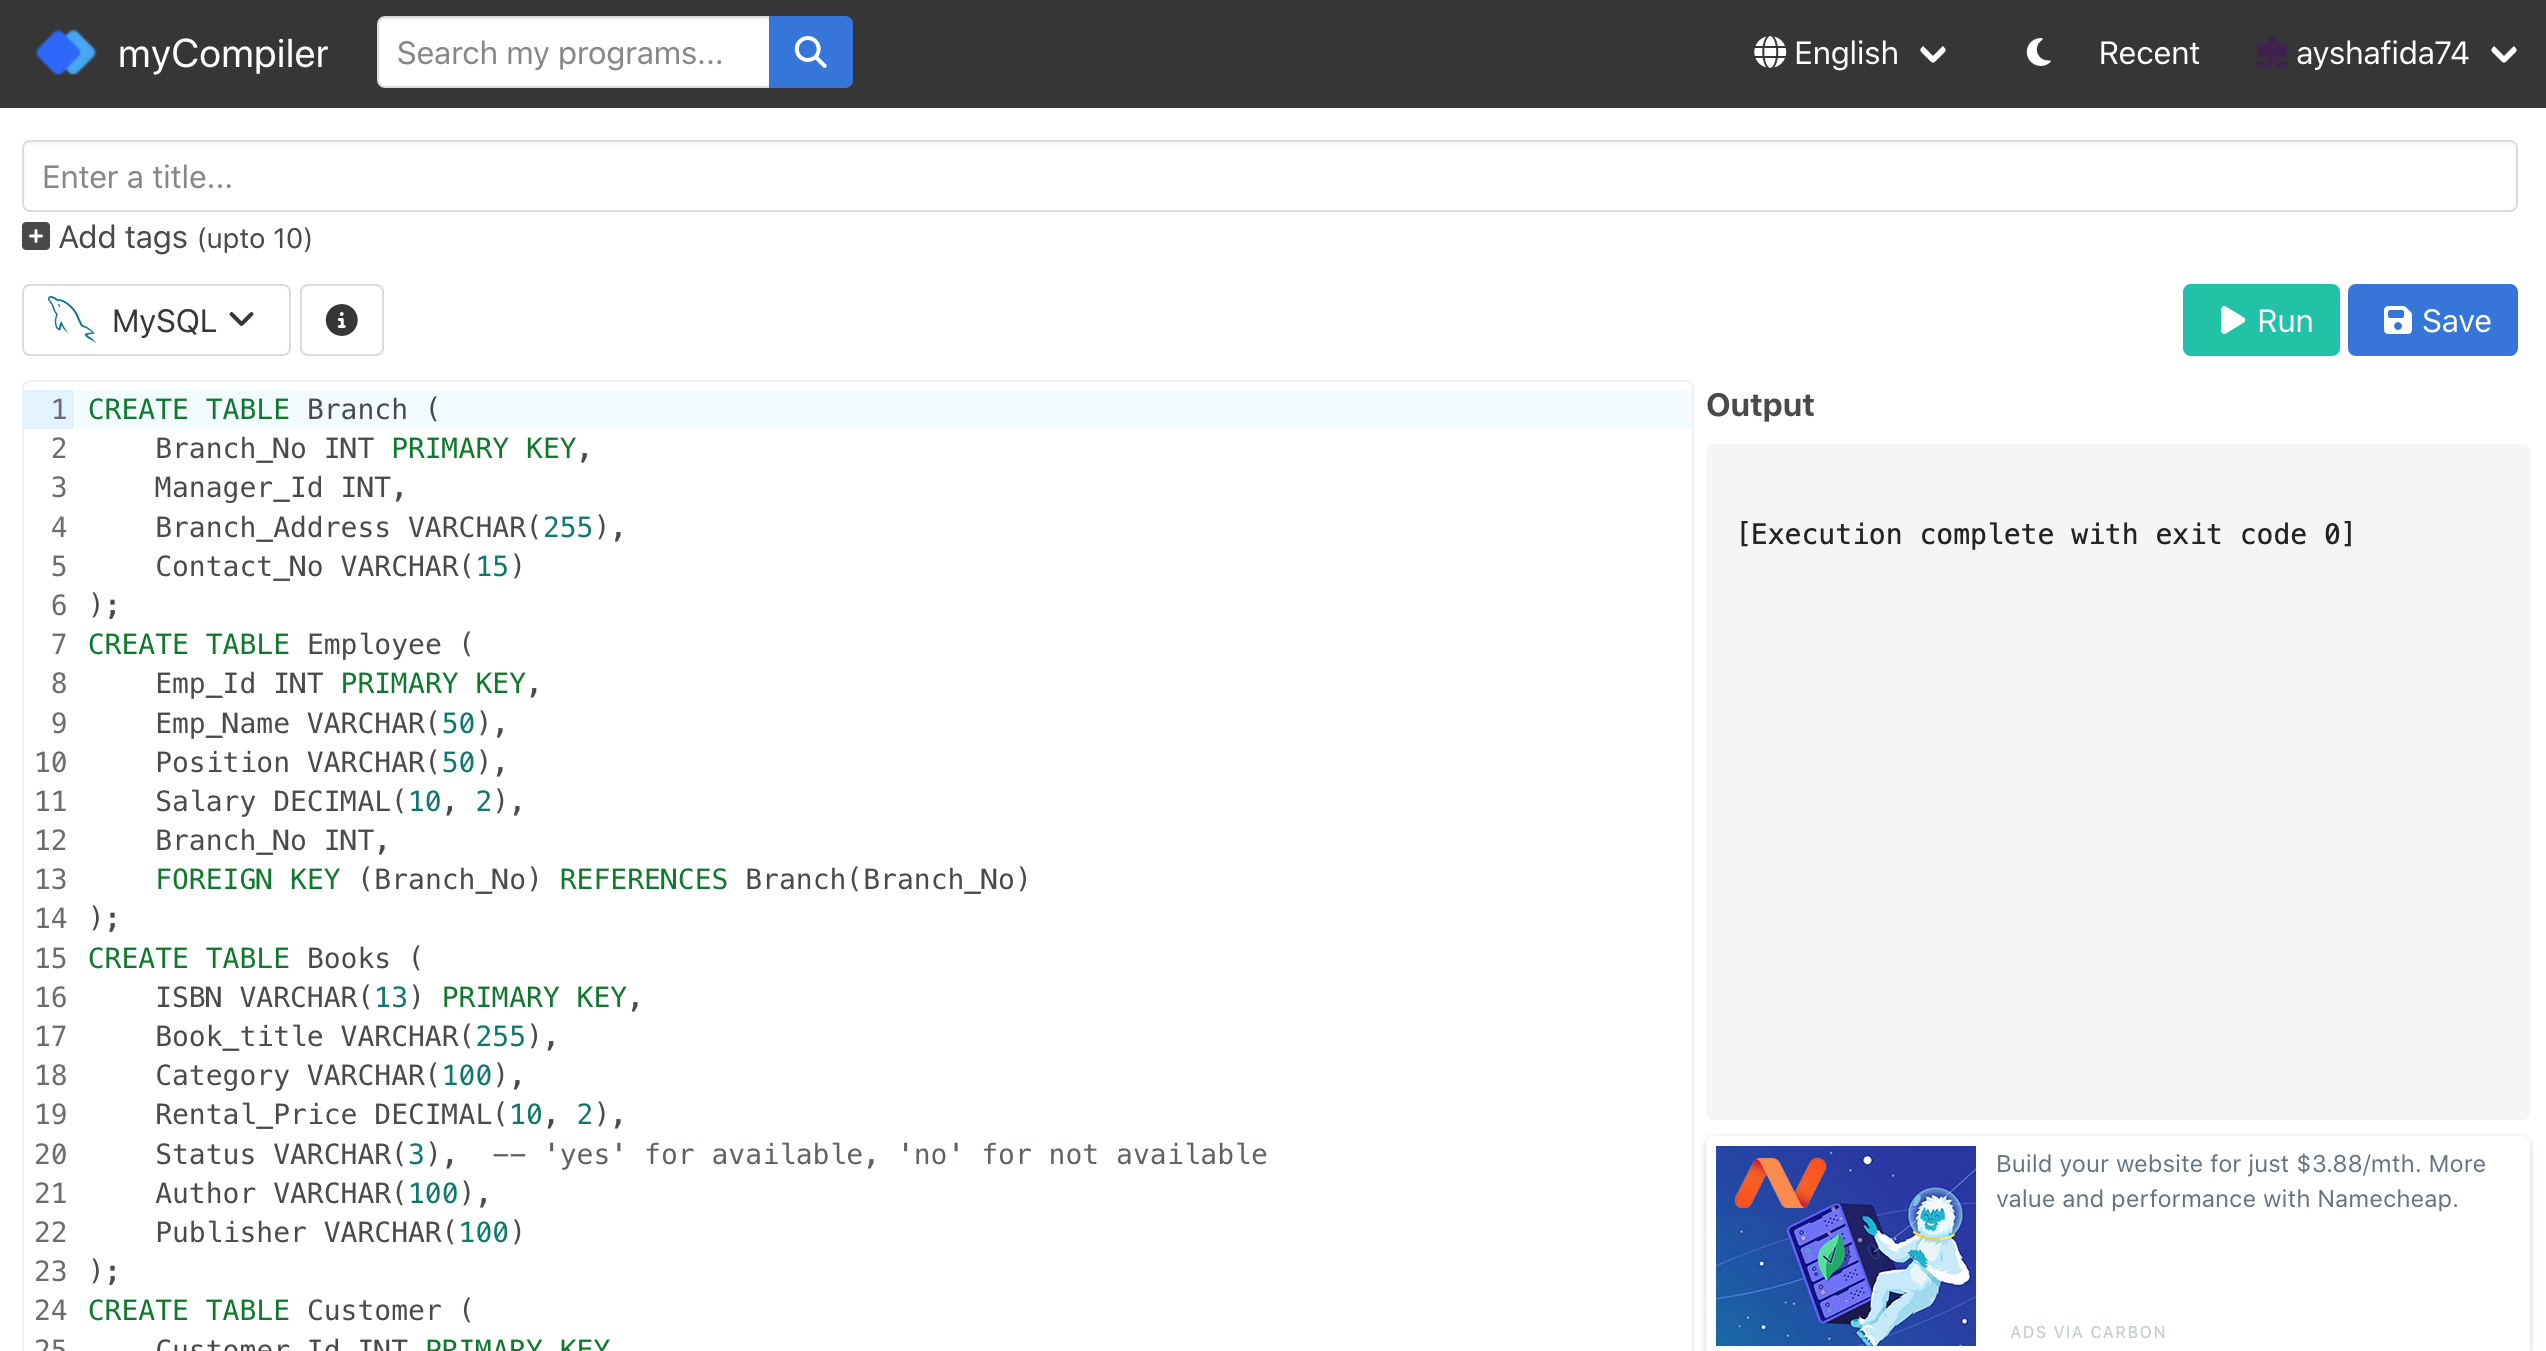 myCompiler
Search my programs...
English
Recent
ayshafida74
Enter a title...
Add tags (upto 10)
MySQL
Run
Save
1 CREATE TABLE Branch (
2     Branch_No INT PRIMARY KEY,
3     Manager_Id INT,
4     Branch_Address VARCHAR(255),
5     Contact_No VARCHAR(15)
6 );
7 CREATE TABLE Employee (
8     Emp_Id INT PRIMARY KEY,
9     Emp_Name VARCHAR(50),
10     Position VARCHAR(50),
11     Salary DECIMAL(10, 2),
12     Branch_No INT,
13     FOREIGN KEY (Branch_No) REFERENCES Branch(Branch_No)
14 );
15 CREATE TABLE Books (
16     ISBN VARCHAR(13) PRIMARY KEY,
17     Book_title VARCHAR(255),
18     Category VARCHAR(100),
19     Rental_Price DECIMAL(10, 2),
20     Status VARCHAR(3),  -- 'yes' for available, 'no' for not available
21     Author VARCHAR(100),
22     Publisher VARCHAR(100)
23 );
24 CREATE TABLE Customer (
25     Customer_Id INT PRIMARY KEY
Output
[Execution complete with exit code 0]
Build your website for just $3.88/mth. More
value and performance with Namecheap.
ADS VIA CARBON